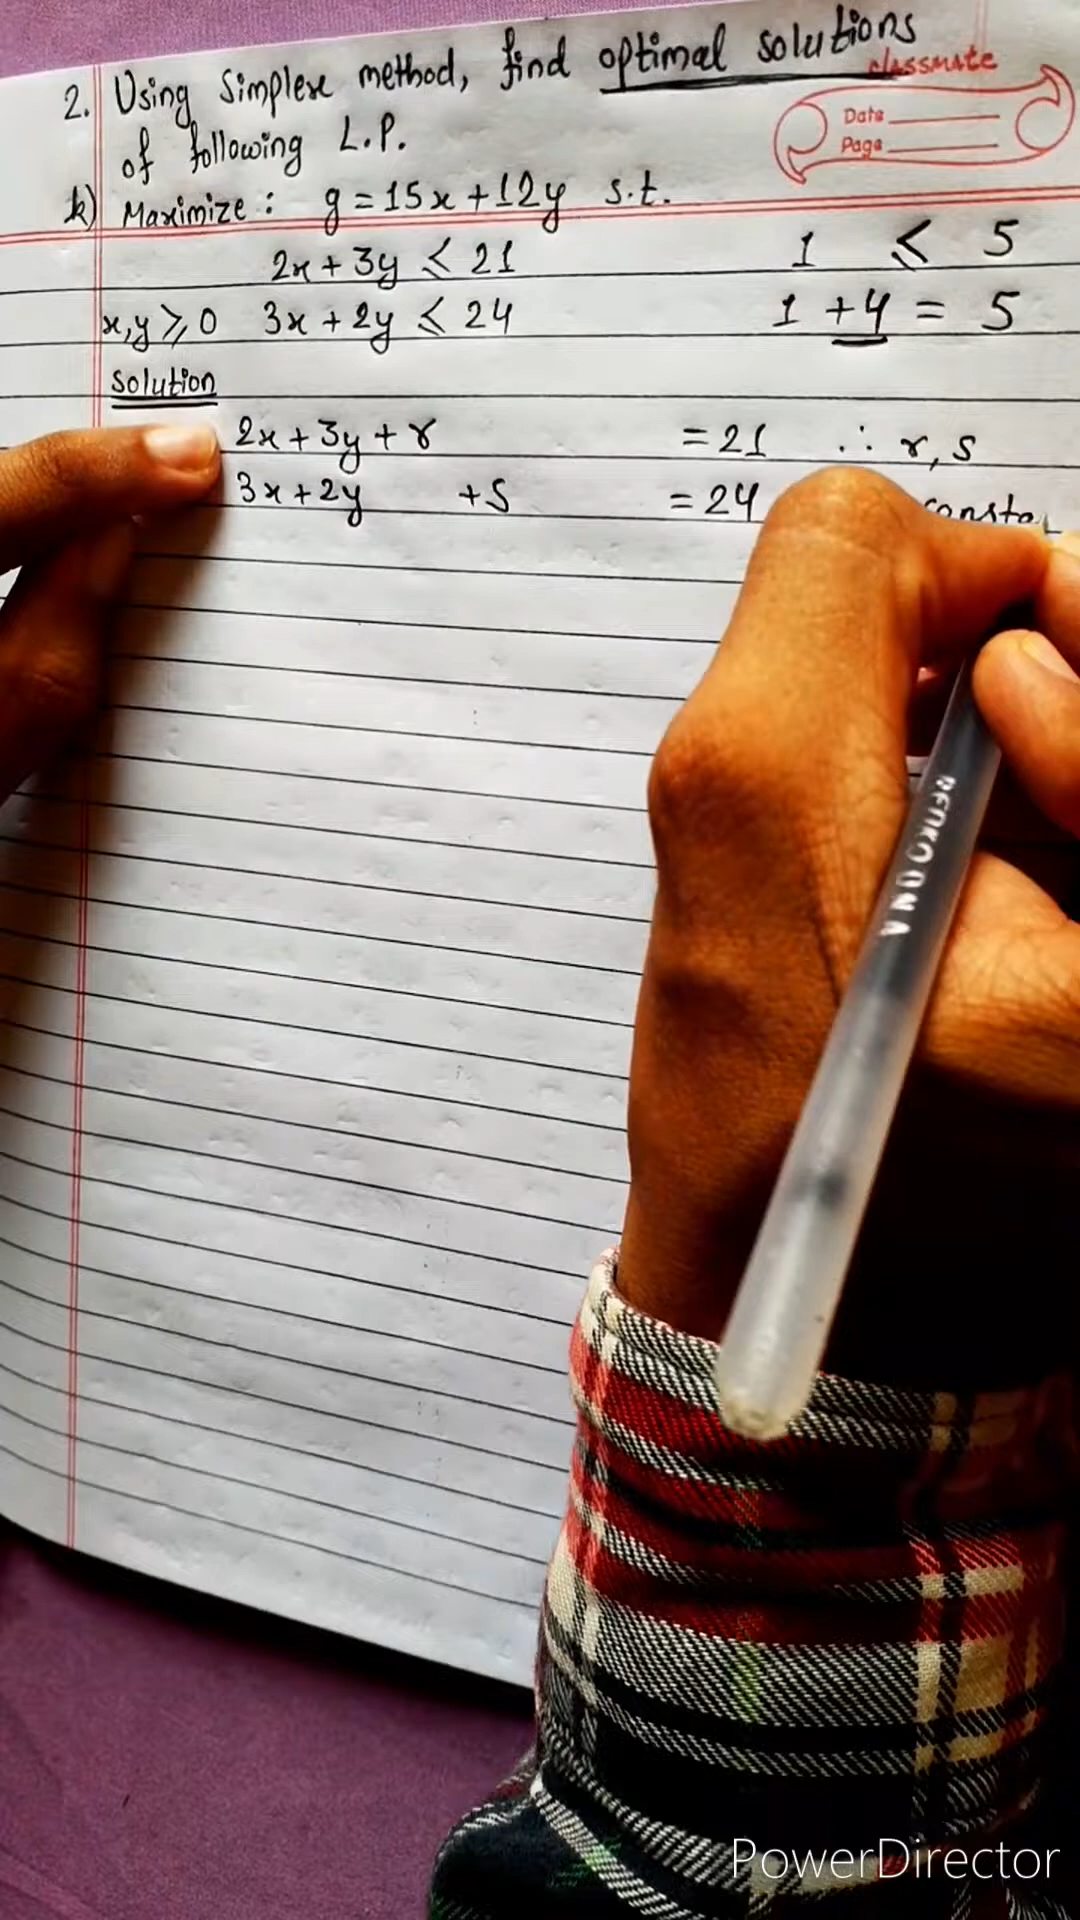 2. Using Simplex method, find optimal solutions
of following L.P.
classmate
Date
Page
k) Maximize : g = 15x + 12y s.t.
2x + 3y ≤ 21
1 ≤ 5
x, y ≥ 0 3x + 2y ≤ 24
1 + 4 = 5
Solution
2x + 3y + r = 21 ∴ r, s
3x + 2y + s = 24
PowerDirector